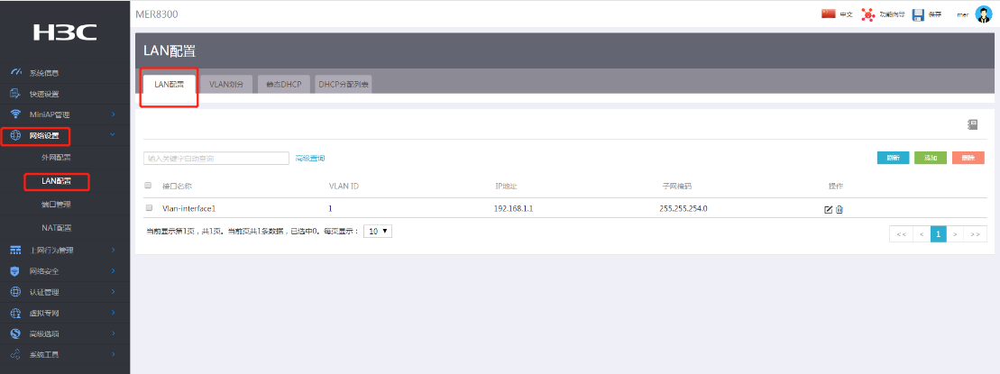 MER8300
中文
功能向导
保存
mer
H3C
系统信息
快速设置
MiniAP管理
网络设置
外网配置
LAN配置
端口管理
NAT配置
上网行为管理
网络安全
认证管理
虚拟专网
高级选项
系统工具
LAN配置
LAN配置 VLAN划分 静态DHCP DHCP分配列表
输入关键字自动查询 高级查询 刷新 添加 删除
接口名称 VLAN ID IP地址 子网掩码 操作
Vlan-interface1 1 192.168.1.1 255.255.254.0
当前显示第1页，共1页。当前页共1条数据，已选中0。每页显示： 10
<< < 1 > >>